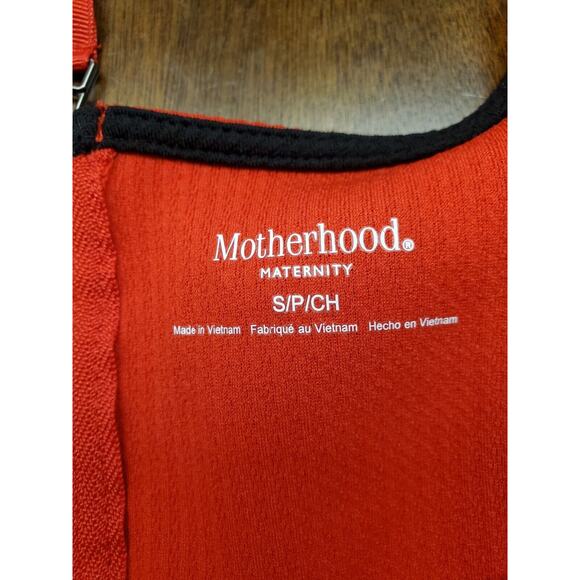 Motherhood®
MATERNITY
S/P/CH
Made in Vietnam Fabriqué au Vietnam Hecho en Vietnam